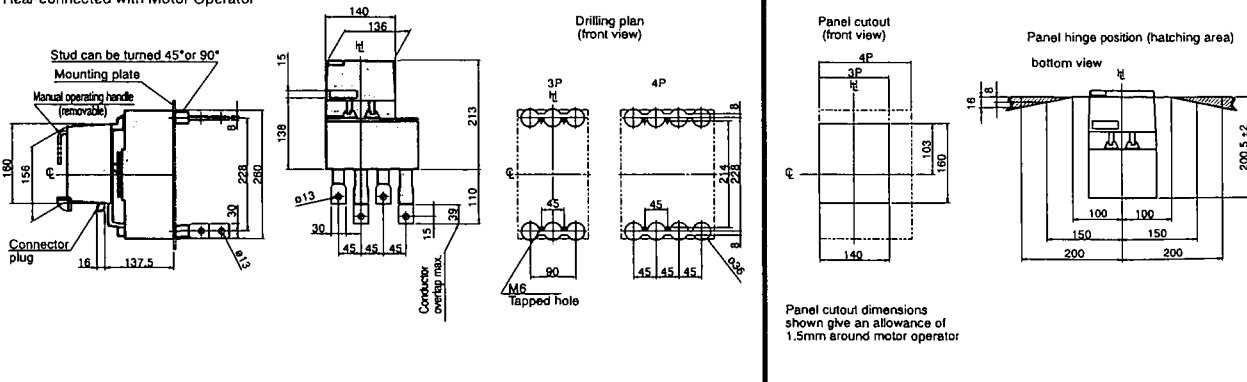 Rear connected with Motor Operator
Stud can be turned 45°or 90°
Mounting plate
Manual operating handle
(removable)
15
160
156
℄
8
228
260
30
Connector
plug
16
137.5
ø13
140
136
℄
15
138
213
110
ø13
39
30
15
45
45
45
Conductor
overlap max.
Drilling plan
(front view)
3P
℄
4P
8
℄
214
228
45
45
8
90
45
45
45
ø36
M6
Tapped hole
Panel cutout
(front view)
4P
3P
℄
℄
103
160
140
Panel cutout dimensions
shown give an allowance of
1.5mm around motor operator
Panel hinge position (hatching area)
bottom view
℄
8
16
200.5 ±2
100
100
150
150
200
200